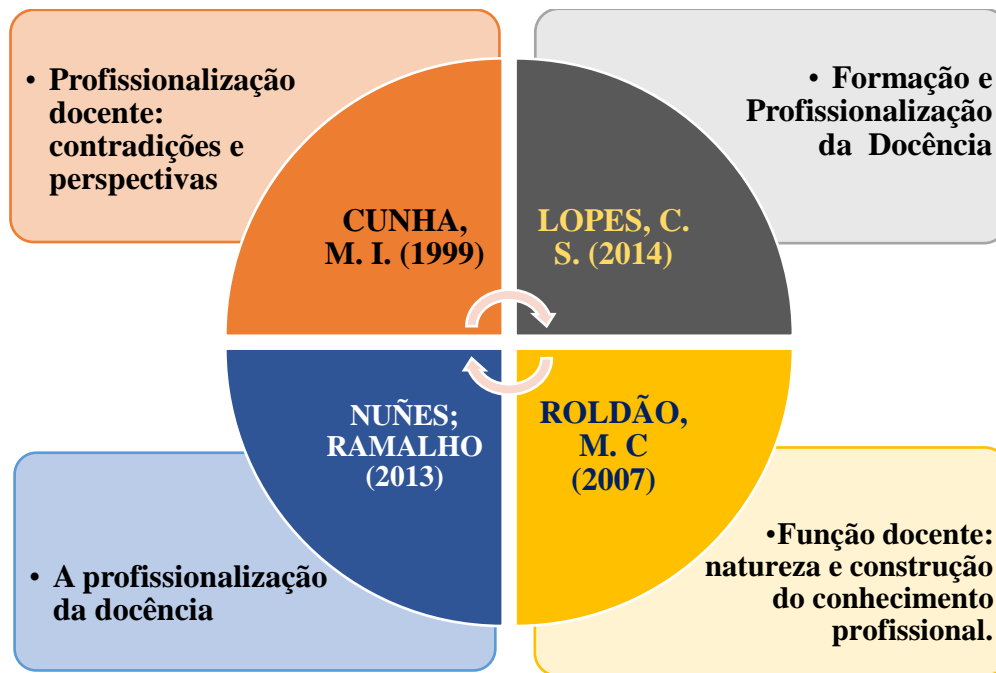 • Profissionalização
docente:
contradições e
perspectivas
CUNHA,
M. I. (1999)
• Formação e
Profissionalização
da Docência
LOPES, C.
S. (2014)
NUÑES;
RAMALHO
(2013)
• A profissionalização
da docência
ROLDÃO,
M. C
(2007)
•Função docente:
natureza e construção
do conhecimento
profissional.